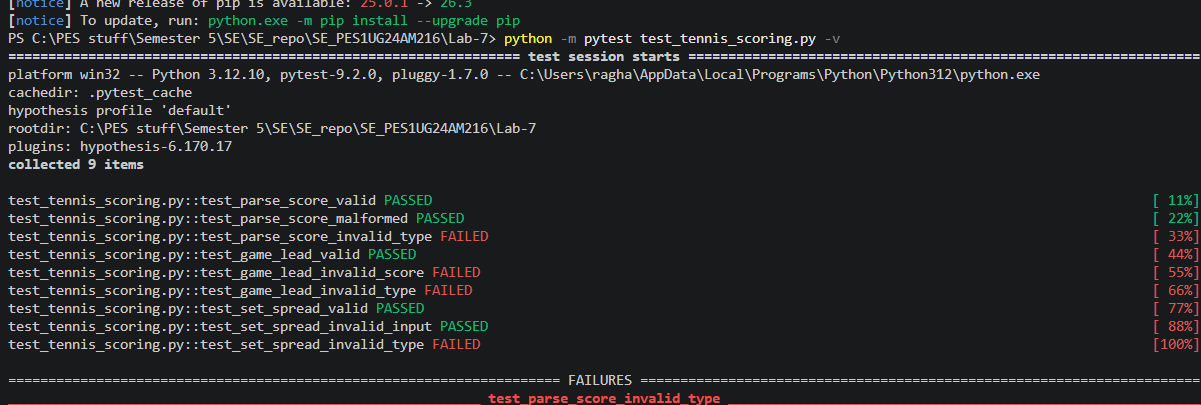 [notice] A new release of pip is available: 25.0.1 -> 26.3
[notice] To update, run: python.exe -m pip install --upgrade pip
PS C:\PES stuff\Semester 5\SE\SE_repo\SE_PES1UG24AM216\Lab-7> python -m pytest test_tennis_scoring.py -v
================================================================ test session starts ================================================================
platform win32 -- Python 3.12.10, pytest-9.2.0, pluggy-1.7.0 -- C:\Users\ragha\AppData\Local\Programs\Python\Python312\python.exe
cachedir: .pytest_cache
hypothesis profile 'default'
rootdir: C:\PES stuff\Semester 5\SE\SE_repo\SE_PES1UG24AM216\Lab-7
plugins: hypothesis-6.170.17
collected 9 items
test_tennis_scoring.py::test_parse_score_valid PASSED [ 11%]
test_tennis_scoring.py::test_parse_score_malformed PASSED [ 22%]
test_tennis_scoring.py::test_parse_score_invalid_type FAILED [ 33%]
test_tennis_scoring.py::test_game_lead_valid PASSED [ 44%]
test_tennis_scoring.py::test_game_lead_invalid_score FAILED [ 55%]
test_tennis_scoring.py::test_game_lead_invalid_type FAILED [ 66%]
test_tennis_scoring.py::test_set_spread_valid PASSED [ 77%]
test_tennis_scoring.py::test_set_spread_invalid_input PASSED [ 88%]
test_tennis_scoring.py::test_set_spread_invalid_type FAILED [100%]
===================================================================== FAILURES ======================================================================
___________________________________________________________ test_parse_score_invalid_type ___________________________________________________________